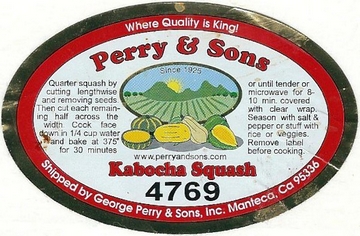 Where Quality is King!
Perry & Sons
Since 1925
Quarter squash by
cutting lengthwise
and removing seeds.
Then cut each remain-
ing half across the
width Cook face
down in 1/4 cup water
and bake at 375°
for 30 minutes
or until tender or
microwave for 8-
10 min. covered
with clear wrap.
Season with salt &
pepper or stuff with
rice or veggies.
Remove label
before cooking.
www.perryandsons.com
Kabocha Squash
4769
Shipped by George Perry & Sons, Inc. Manteca, Ca 95336